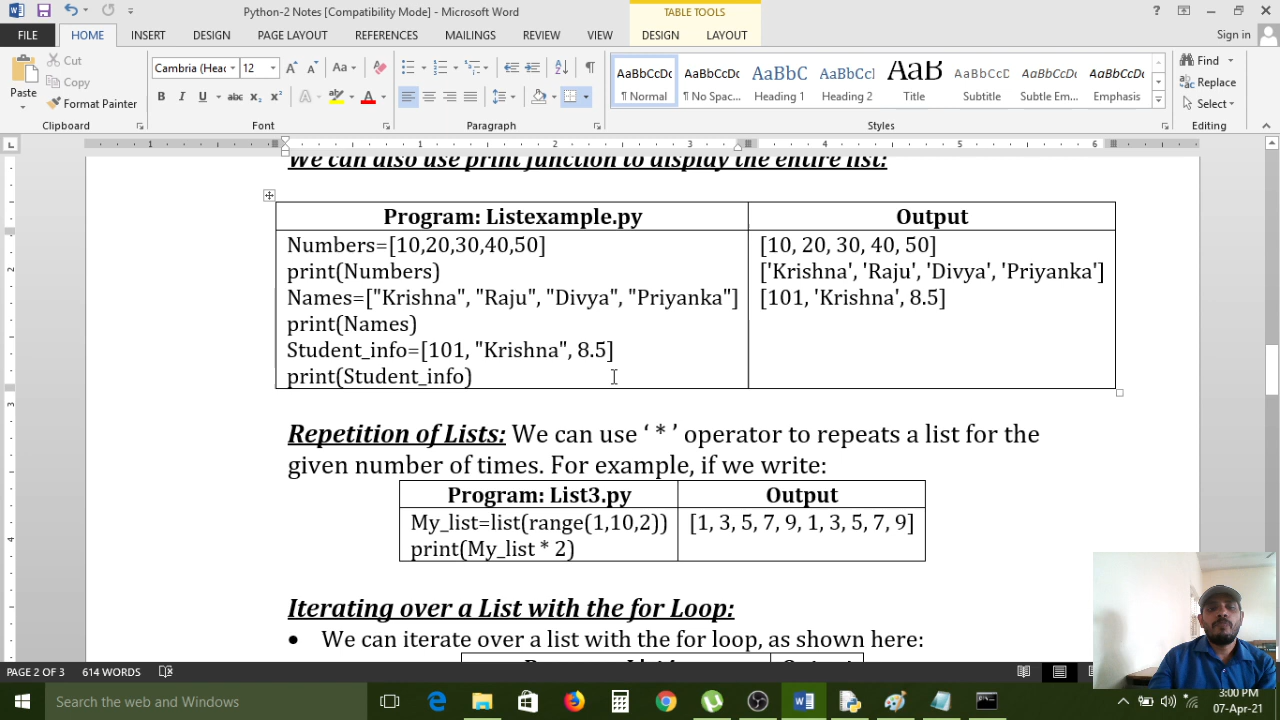 Python-2 Notes [Compatibility Mode] - Microsoft Word
TABLE TOOLS
Sign in
FILE HOME INSERT DESIGN PAGE LAYOUT REFERENCES MAILINGS REVIEW VIEW DESIGN LAYOUT
Paste
Cut
Copy
Format Painter
Clipboard
Cambria (Head 12
Font
Paragraph
AaBbCcDc AaBbCcDc AaBbC AaBbCcI AaB AaBbCcD AaBbCcDc AaBbCcDc
¶ Normal ¶ No Spac... Heading 1 Heading 2 Title Subtitle Subtle Em... Emphasis
Styles
Find
Replace
Select
Editing
We can also use print function to display the entire list:
Program: Listexample.py Output
Numbers=[10,20,30,40,50] [10, 20, 30, 40, 50]
print(Numbers) ['Krishna', 'Raju', 'Divya', 'Priyanka']
Names=["Krishna", "Raju", "Divya", "Priyanka"] [101, 'Krishna', 8.5]
print(Names)
Student_info=[101, "Krishna", 8.5]
print(Student_info)
Repetition of Lists: We can use ‘ * ’ operator to repeats a list for the
given number of times. For example, if we write:
Program: List3.py Output
My_list=list(range(1,10,2)) [1, 3, 5, 7, 9, 1, 3, 5, 7, 9]
print(My_list * 2)
Iterating over a List with the for Loop:
• We can iterate over a list with the for loop, as shown here:
PAGE 2 OF 3 614 WORDS
Search the web and Windows
3:00 PM
07-Apr-21